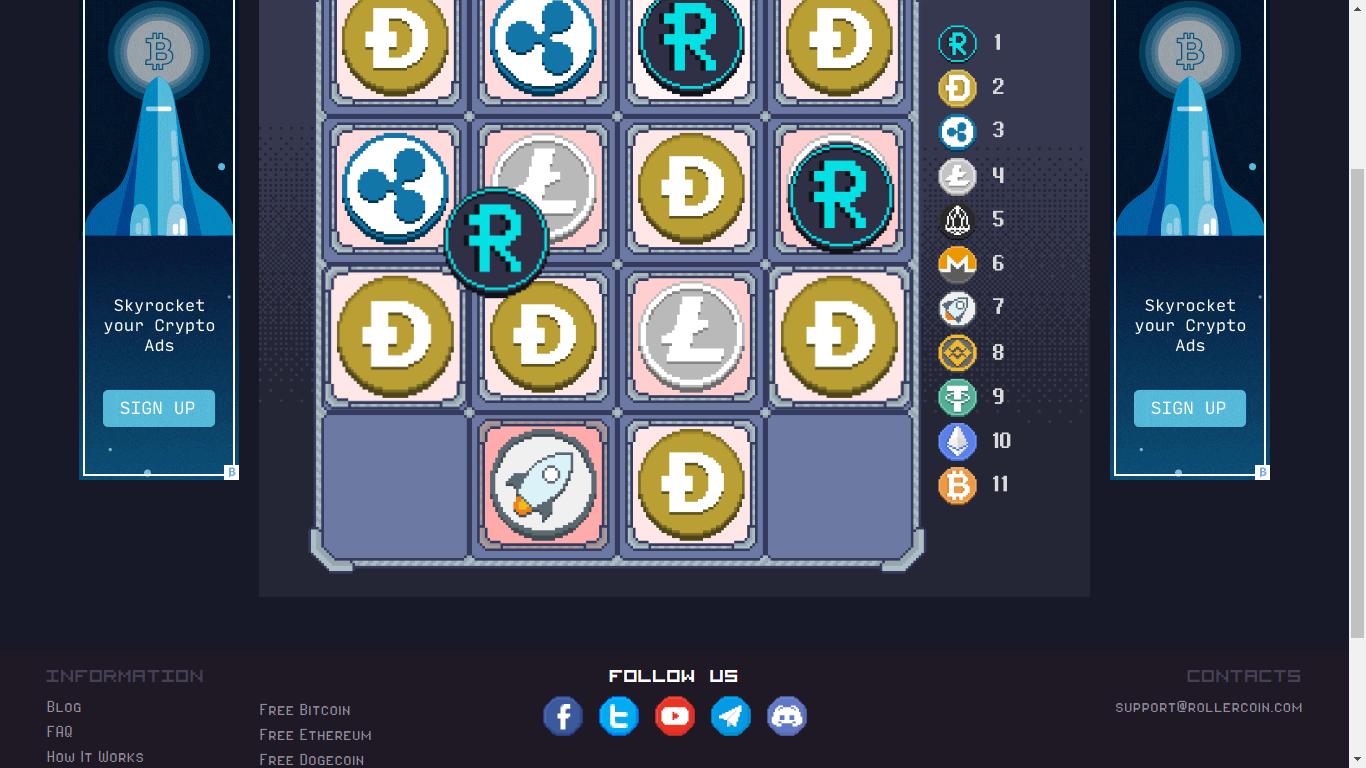 1
2
3
4
5
6
7
8
9
10
11
Skyrocket
your Crypto
Ads
SIGN UP
B
Skyrocket
your Crypto
Ads
SIGN UP
B
INFORMATION
Blog
FAQ
How It Works
Free Bitcoin
Free Ethereum
Free Dogecoin
FOLLOW US
CONTACTS
support@rollercoin.com